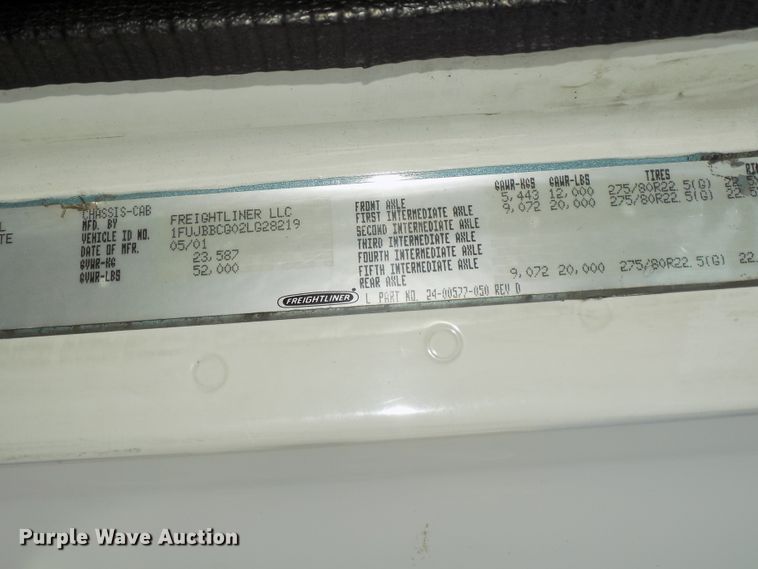 CHASSIS-CAB
MFD. BY FREIGHTLINER LLC
VEHICLE ID NO. 1FUJBBCG02LG28219
DATE OF MFR. 05/01
GVWR-KG 23,587
GVWR-LBS 52,000
GAWR-KGS GAWR-LBS TIRES
FRONT AXLE 5,443 12,000 275/80R22.5(G)
FIRST INTERMEDIATE AXLE 9,072 20,000 275/80R22.5(G)
SECOND INTERMEDIATE AXLE
THIRD INTERMEDIATE AXLE
FOURTH INTERMEDIATE AXLE
FIFTH INTERMEDIATE AXLE
REAR AXLE 9,072 20,000 275/80R22.5(G) 22.
FREIGHTLINER L PART NO. 24-00577-050 REV D
Purple Wave Auction